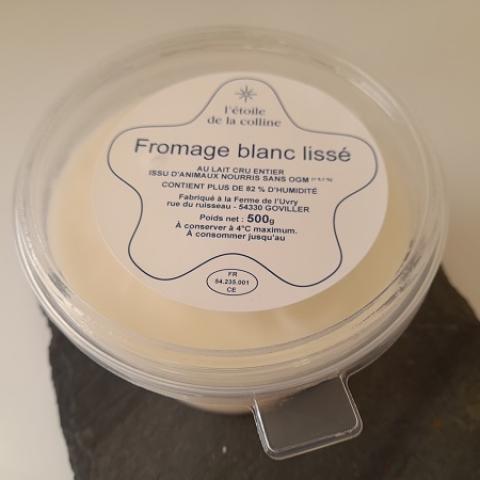 l'étoile
de la colline
Fromage blanc lissé
AU LAIT CRU ENTIER
ISSU D'ANIMAUX NOURRIS SANS OGM
CONTIENT PLUS DE 82 % D'HUMIDITÉ
Fabriqué à la Ferme de l'Uvry
rue du ruisseau - 54330 GOVILLER
Poids net : 500g
À conserver à 4°C maximum.
À consommer jusqu'au
FR
54.235.001
CE